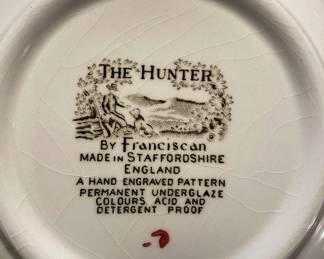 THE HUNTER
BY Franciscan
MADE IN STAFFORDSHIRE
ENGLAND
A HAND ENGRAVED PATTERN
PERMANENT UNDERGLAZE
COLOURS ACID AND
DETERGENT PROOF